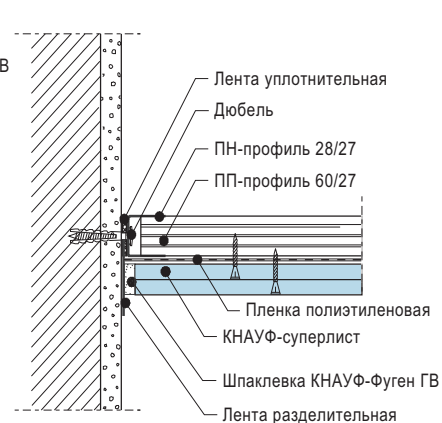 В
Лента уплотнительная
Дюбель
ПН-профиль 28/27
ПП-профиль 60/27
Пленка полиэтиленовая
КНАУФ-суперлист
Шпаклевка КНАУФ-Фуген ГВ
Лента разделительная